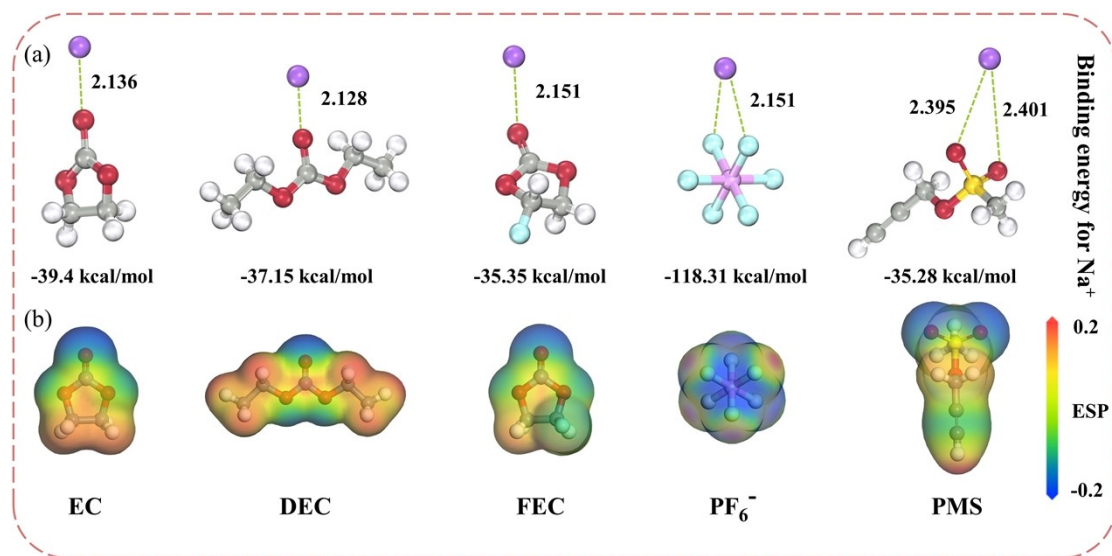 (a)
2.136
2.128
2.151
2.151
2.395
2.401
Binding energy for Na⁺
-39.4 kcal/mol
-37.15 kcal/mol
-35.35 kcal/mol
-118.31 kcal/mol
-35.28 kcal/mol
(b)
0.2
ESP
-0.2
EC
DEC
FEC
PF₆⁻
PMS